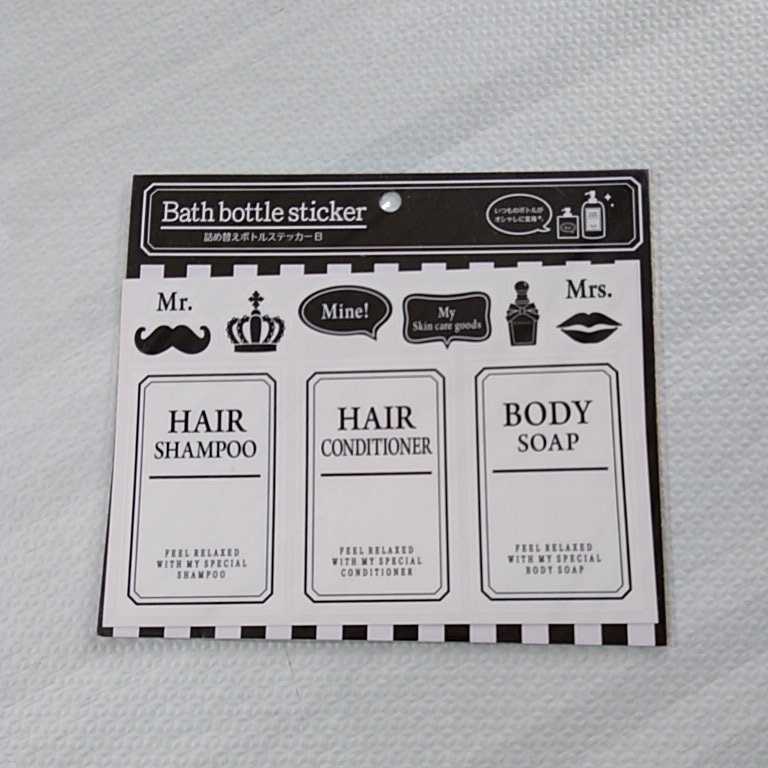 Bath bottle sticker
詰め替えボトルステッカー B
いつものボトルが
オシャレに変身*。
Mr.
Mine!
My
Skin care goods
Mrs.
HAIR
SHAMPOO
FEEL RELAXED
WITH MY SPECIAL
SHAMPOO
HAIR
CONDITIONER
FEEL RELAXED
WITH MY SPECIAL
CONDITIONER
BODY
SOAP
FEEL RELAXED
WITH MY SPECIAL
BODY SOAP